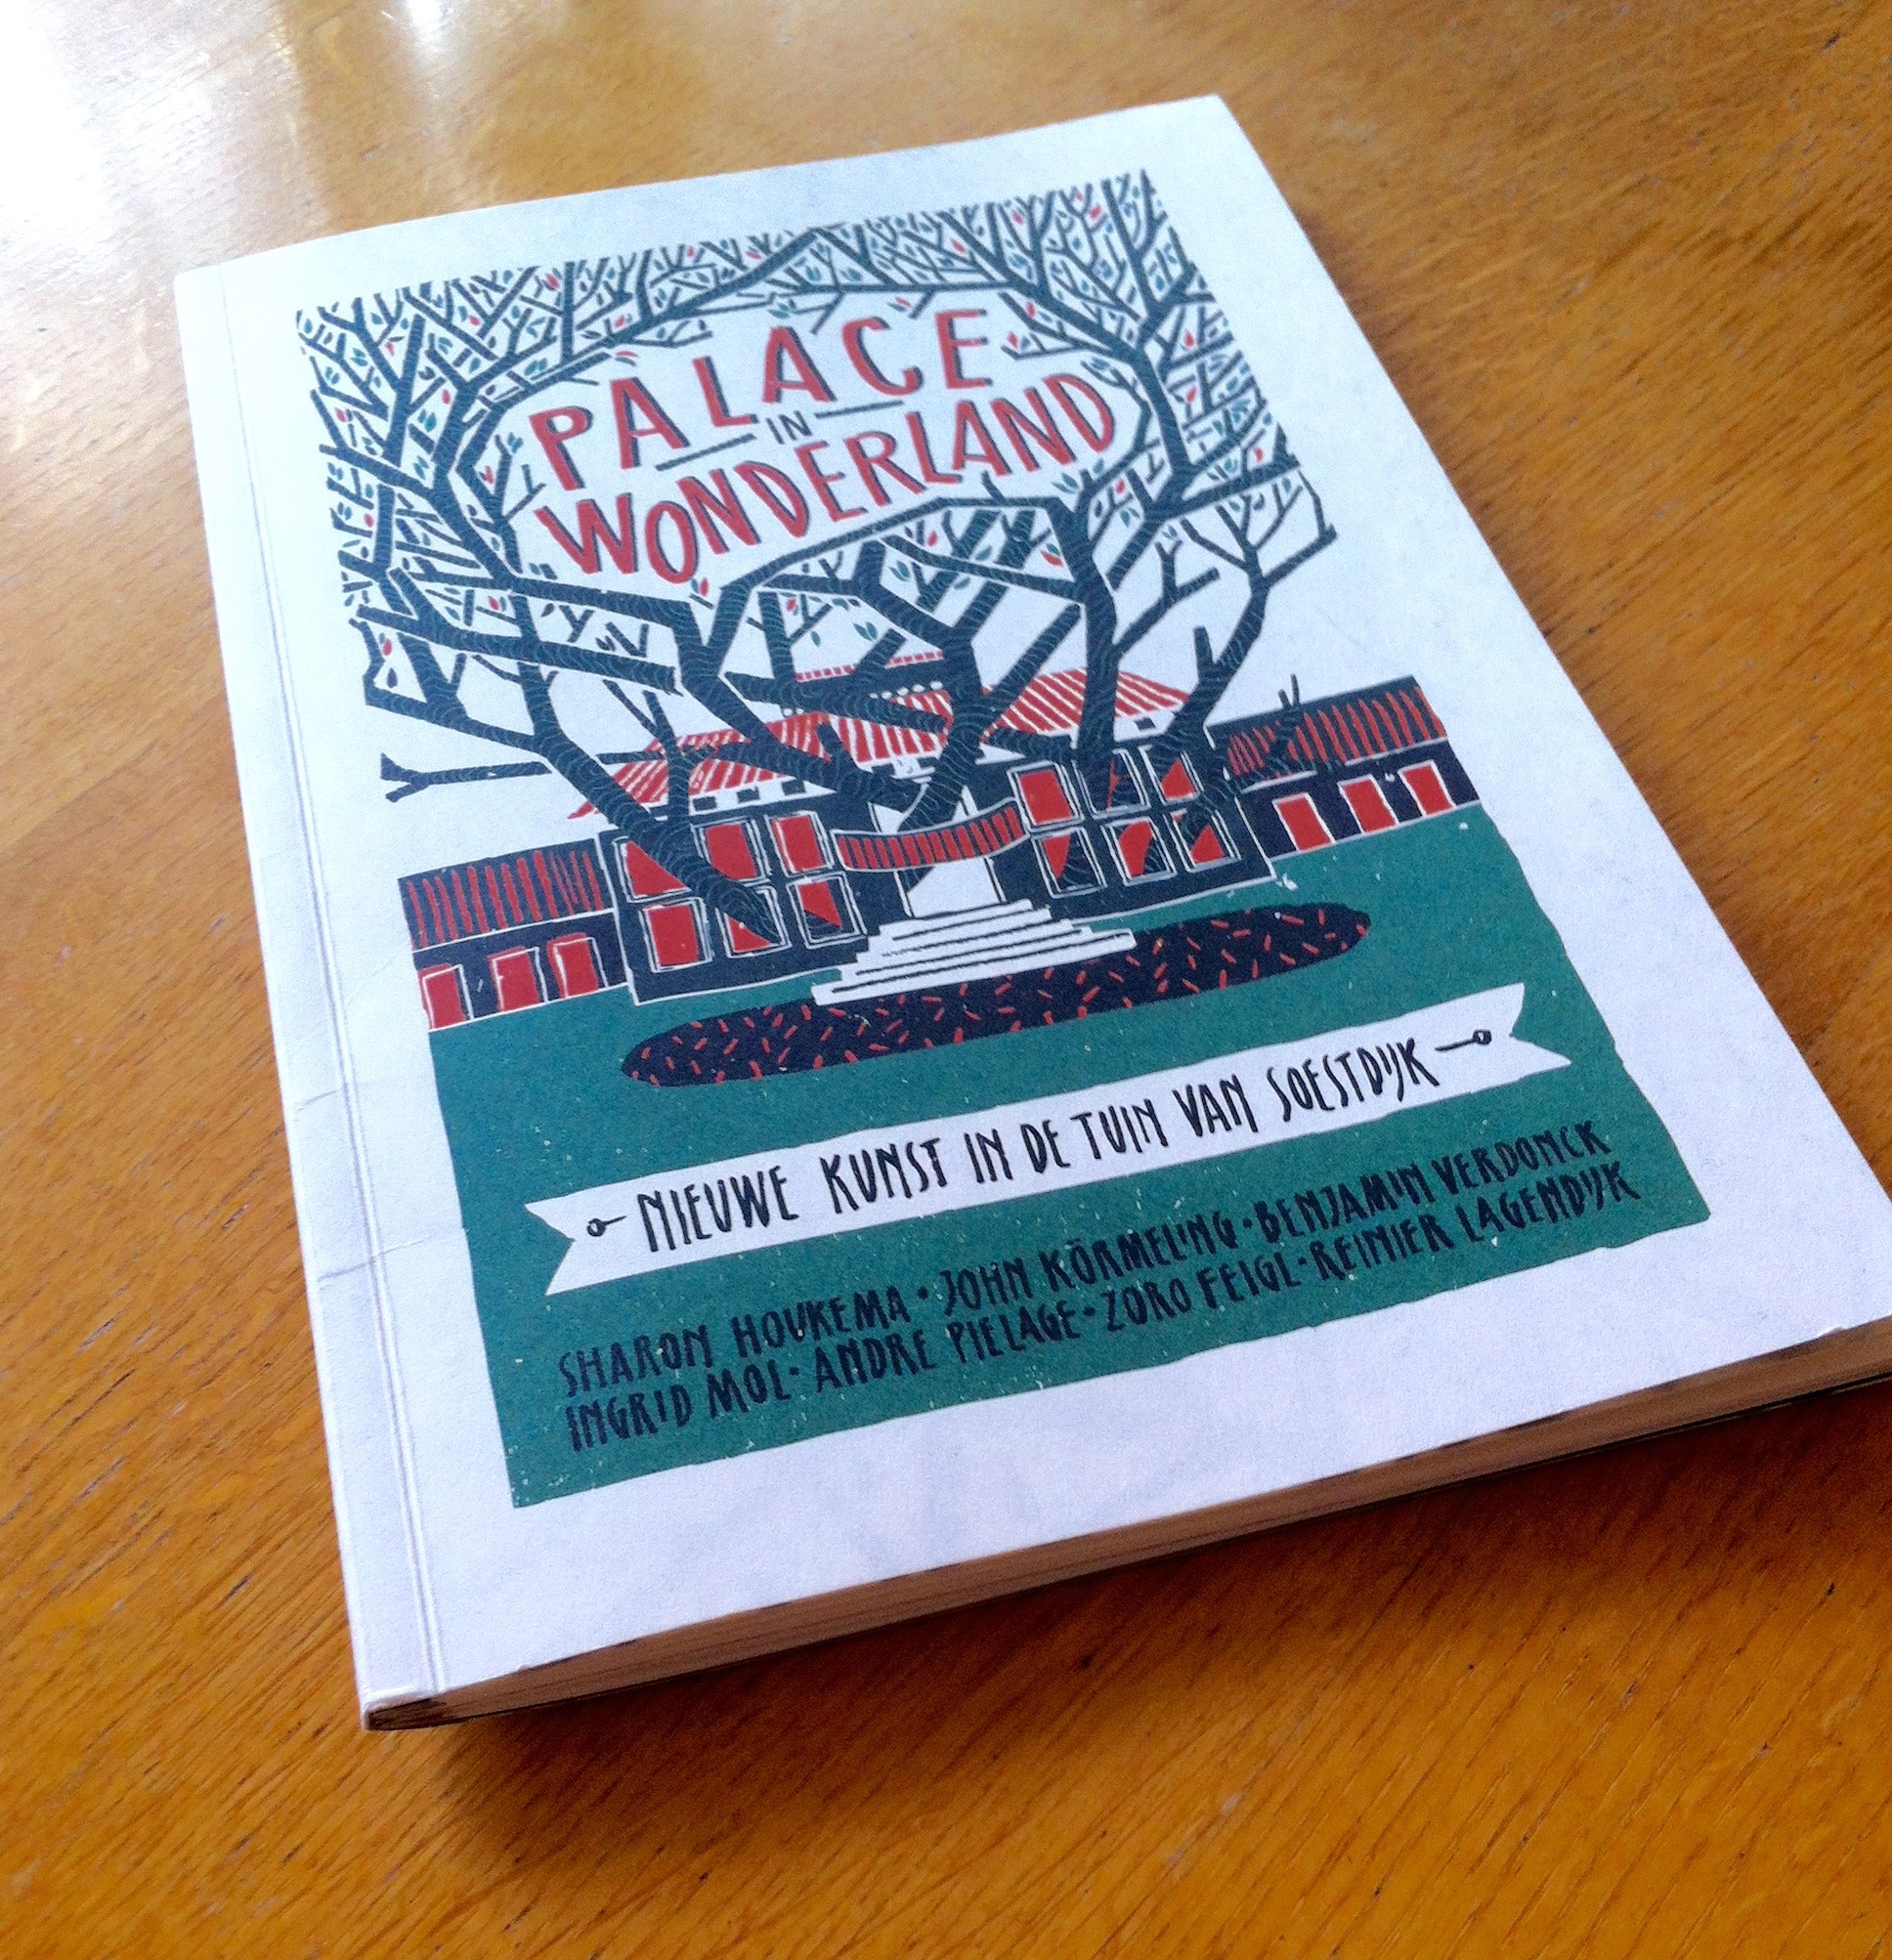 PALACE
IN
WONDERLAND
NIEUWE KUNST IN DE TUIN VAN SOESTDIJK
SHARON HOUKEMA · JOHN KÖRMELING · BENJAMIN VERDONCK
INGRID MOL · ANDRE PIELAGE · ZORO FEIGL · REINIER LAGENDIJK